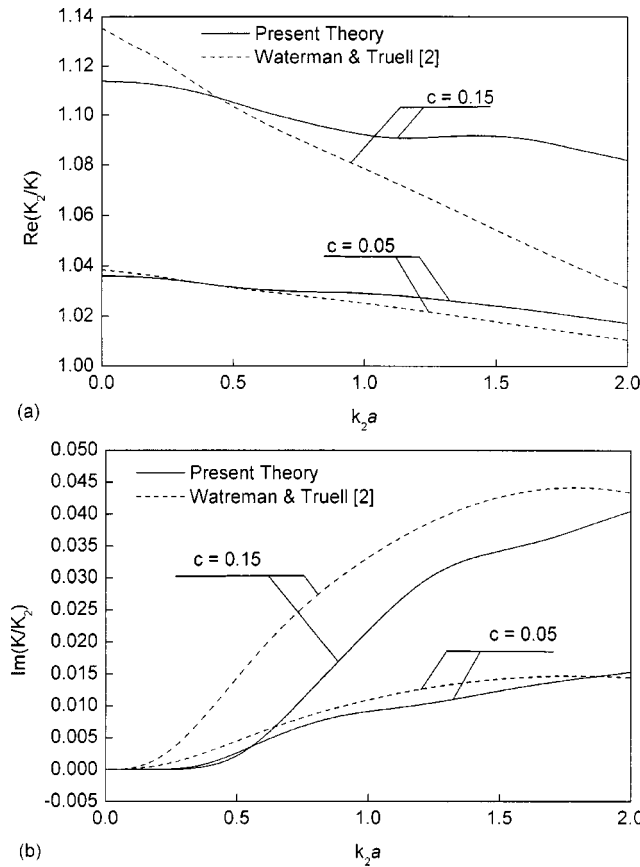 1.14
1.12
1.10
1.08
1.06
1.04
1.02
1.00
Re(K2/K)
Present Theory
Waterman & Truell [2]
c = 0.15
c = 0.05
0.0 0.5 1.0 1.5 2.0
(a) k2a
0.050
0.045
0.040
0.035
0.030
0.025
0.020
0.015
0.010
0.005
0.000
-0.005
Im(K/K2)
Present Theory
Watreman & Truell [2]
c = 0.15
c = 0.05
0.0 0.5 1.0 1.5 2.0
(b) k2a